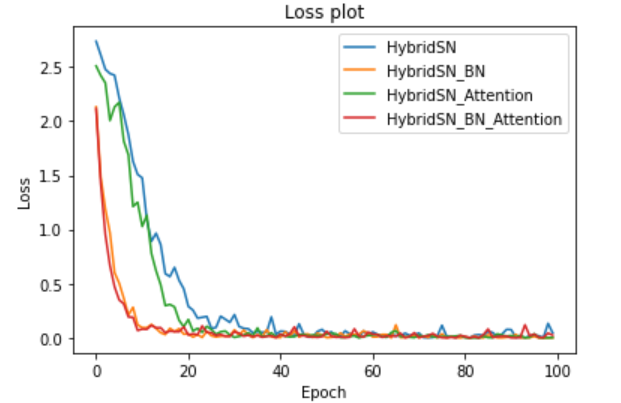 Loss plot
HybridSN
HybridSN_BN
HybridSN_Attention
HybridSN_BN_Attention
2.5
2.0
1.5
1.0
0.5
0.0
Loss
0 20 40 60 80 100
Epoch